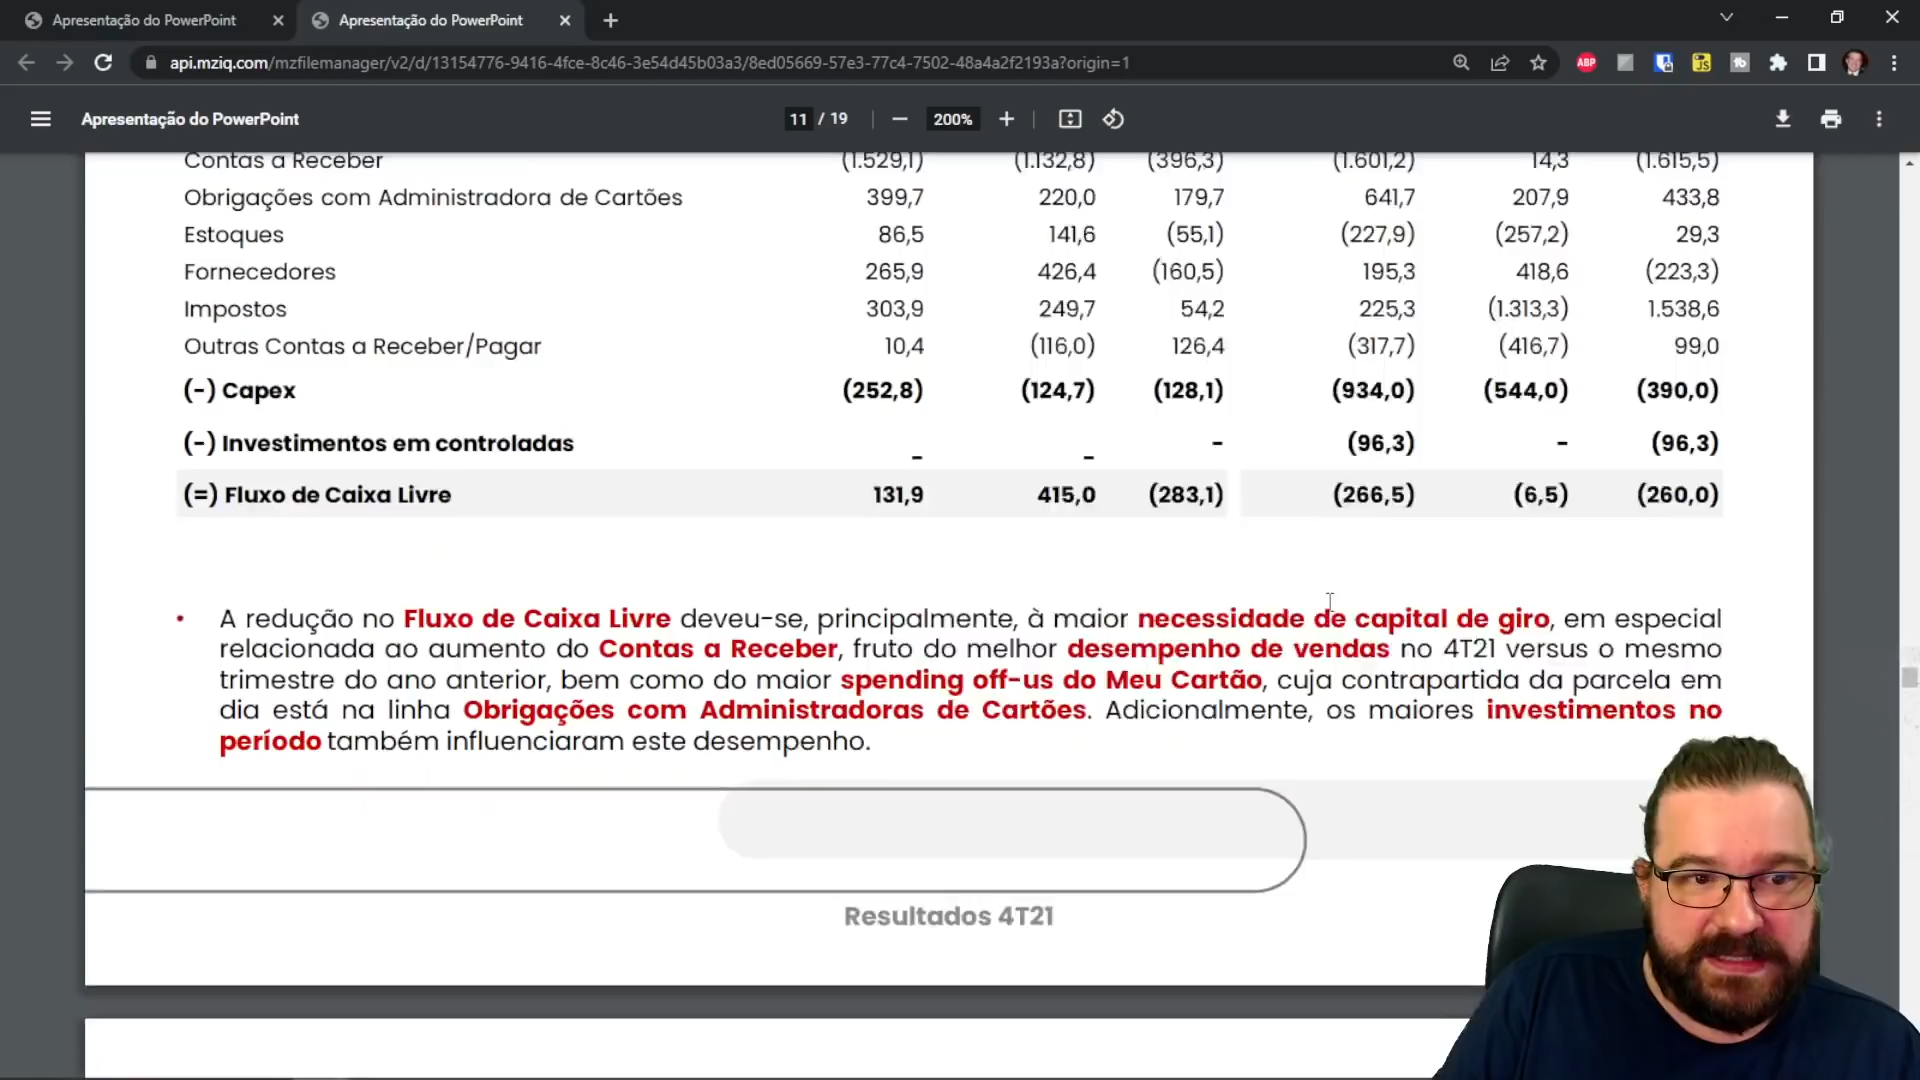 Apresentação do PowerPoint
Apresentação do PowerPoint
api.mziq.com/mzfilemanager/v2/d/13154776-9416-4fce-8c46-3e54d45b03a3/8ed05669-57e3-77c4-7502-48a4a2f2193a?origin=1
ABP
Apresentação do PowerPoint
11 / 19
200%
Contas a Receber (1.529,1) (1.132,8) (396,3) (1.601,2) 14,3 (1.615,5)
Obrigações com Administradora de Cartões 399,7 220,0 179,7 641,7 207,9 433,8
Estoques 86,5 141,6 (55,1) (227,9) (257,2) 29,3
Fornecedores 265,9 426,4 (160,5) 195,3 418,6 (223,3)
Impostos 303,9 249,7 54,2 225,3 (1.313,3) 1.538,6
Outras Contas a Receber/Pagar 10,4 (116,0) 126,4 (317,7) (416,7) 99,0
(-) Capex (252,8) (124,7) (128,1) (934,0) (544,0) (390,0)
(-) Investimentos em controladas - - - (96,3) - (96,3)
(=) Fluxo de Caixa Livre 131,9 415,0 (283,1) (266,5) (6,5) (260,0)
• A redução no Fluxo de Caixa Livre deveu-se, principalmente, à maior necessidade de capital de giro, em especial
relacionada ao aumento do Contas a Receber, fruto do melhor desempenho de vendas no 4T21 versus o mesmo
trimestre do ano anterior, bem como do maior spending off-us do Meu Cartão, cuja contrapartida da parcela em
dia está na linha Obrigações com Administradoras de Cartões. Adicionalmente, os maiores investimentos no
período também influenciaram este desempenho.
Resultados 4T21